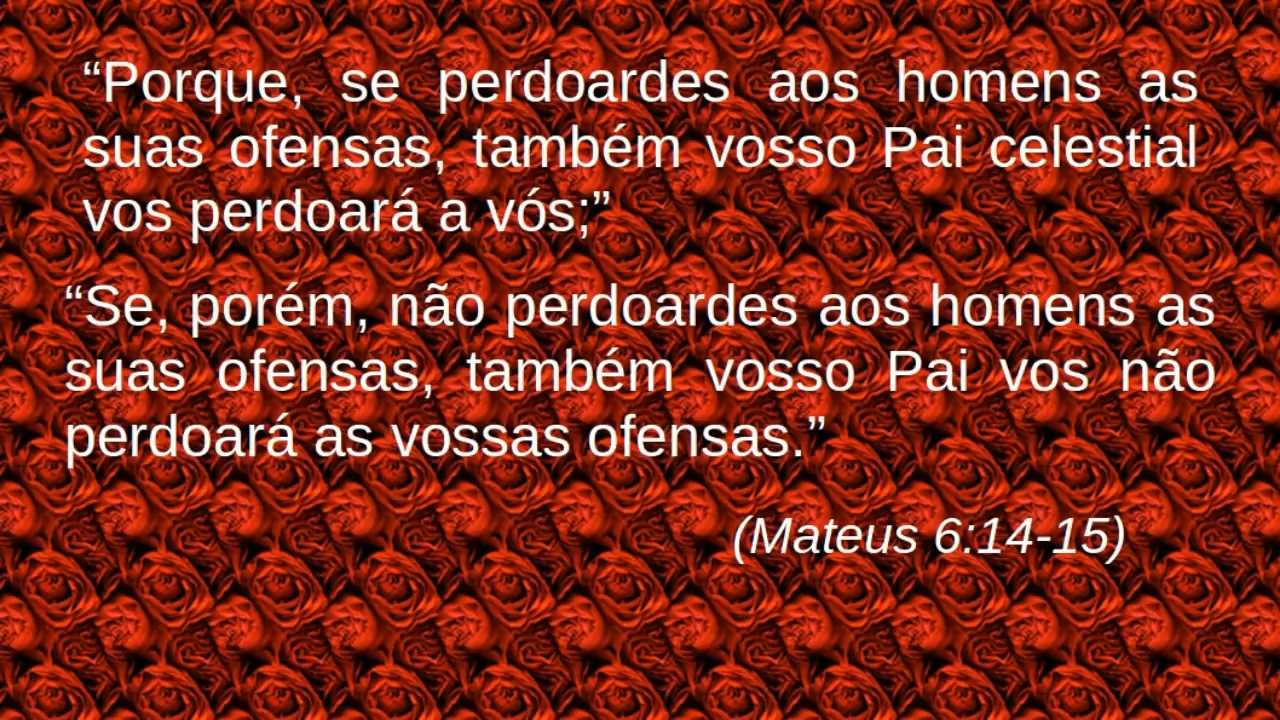 “Porque, se perdoardes aos homens as
suas ofensas, também vosso Pai celestial
vos perdoará a vós;”
“Se, porém, não perdoardes aos homens as
suas ofensas, também vosso Pai vos não
perdoará as vossas ofensas.”
(Mateus 6:14-15)